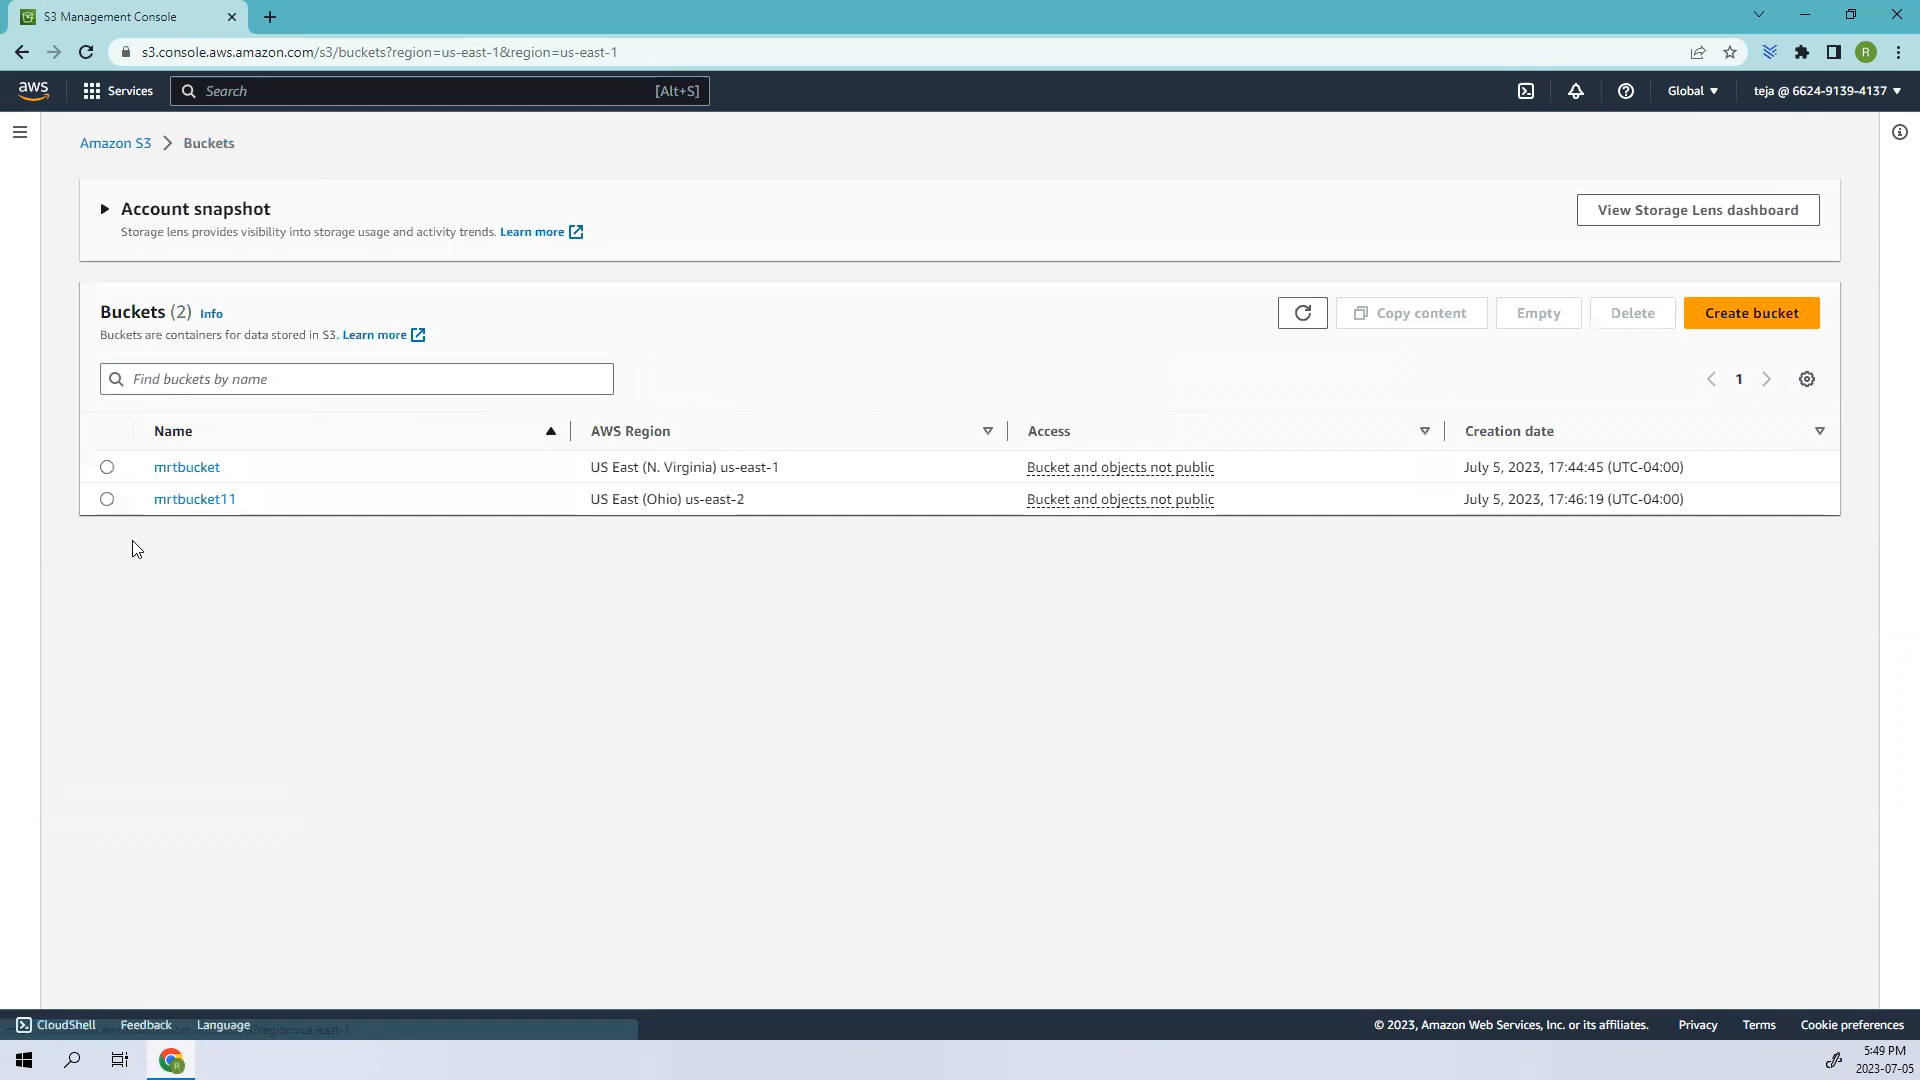 S3 Management Console
s3.console.aws.amazon.com/s3/buckets?region=us-east-1&region=us-east-1
R
aws
Services
Search
[Alt+S]
Global
teja @ 6624-9139-4137
Amazon S3
Buckets
Account snapshot
Storage lens provides visibility into storage usage and activity trends. Learn more
View Storage Lens dashboard
Buckets (2) Info
Buckets are containers for data stored in S3. Learn more
Copy content
Empty
Delete
Create bucket
Find buckets by name
1
Name AWS Region Access Creation date
mrtbucket US East (N. Virginia) us-east-1 Bucket and objects not public July 5, 2023, 17:44:45 (UTC-04:00)
mrtbucket11 US East (Ohio) us-east-2 Bucket and objects not public July 5, 2023, 17:46:19 (UTC-04:00)
CloudShell Feedback Language
?region=us-east-1
© 2023, Amazon Web Services, Inc. or its affiliates. Privacy Terms Cookie preferences
R
5:49 PM
2023-07-05